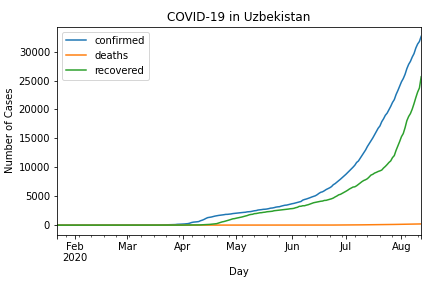 COVID-19 in Uzbekistan
confirmed
deaths
recovered
30000
25000
20000
15000
10000
5000
0
Number of Cases
Feb Mar Apr May Jun Jul Aug
2020
Day